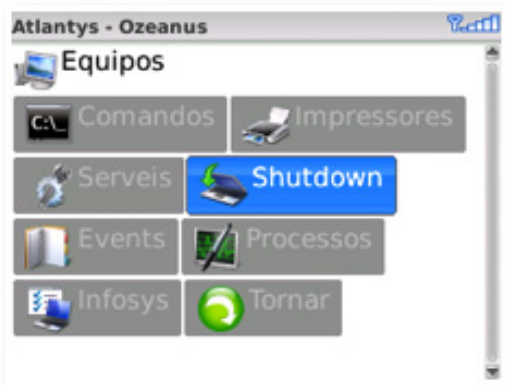 Atlantys - Ozeanus
Equipos
C:\_ Comandos Impressores
Serveis Shutdown
Events Processos
Infosys Tornar